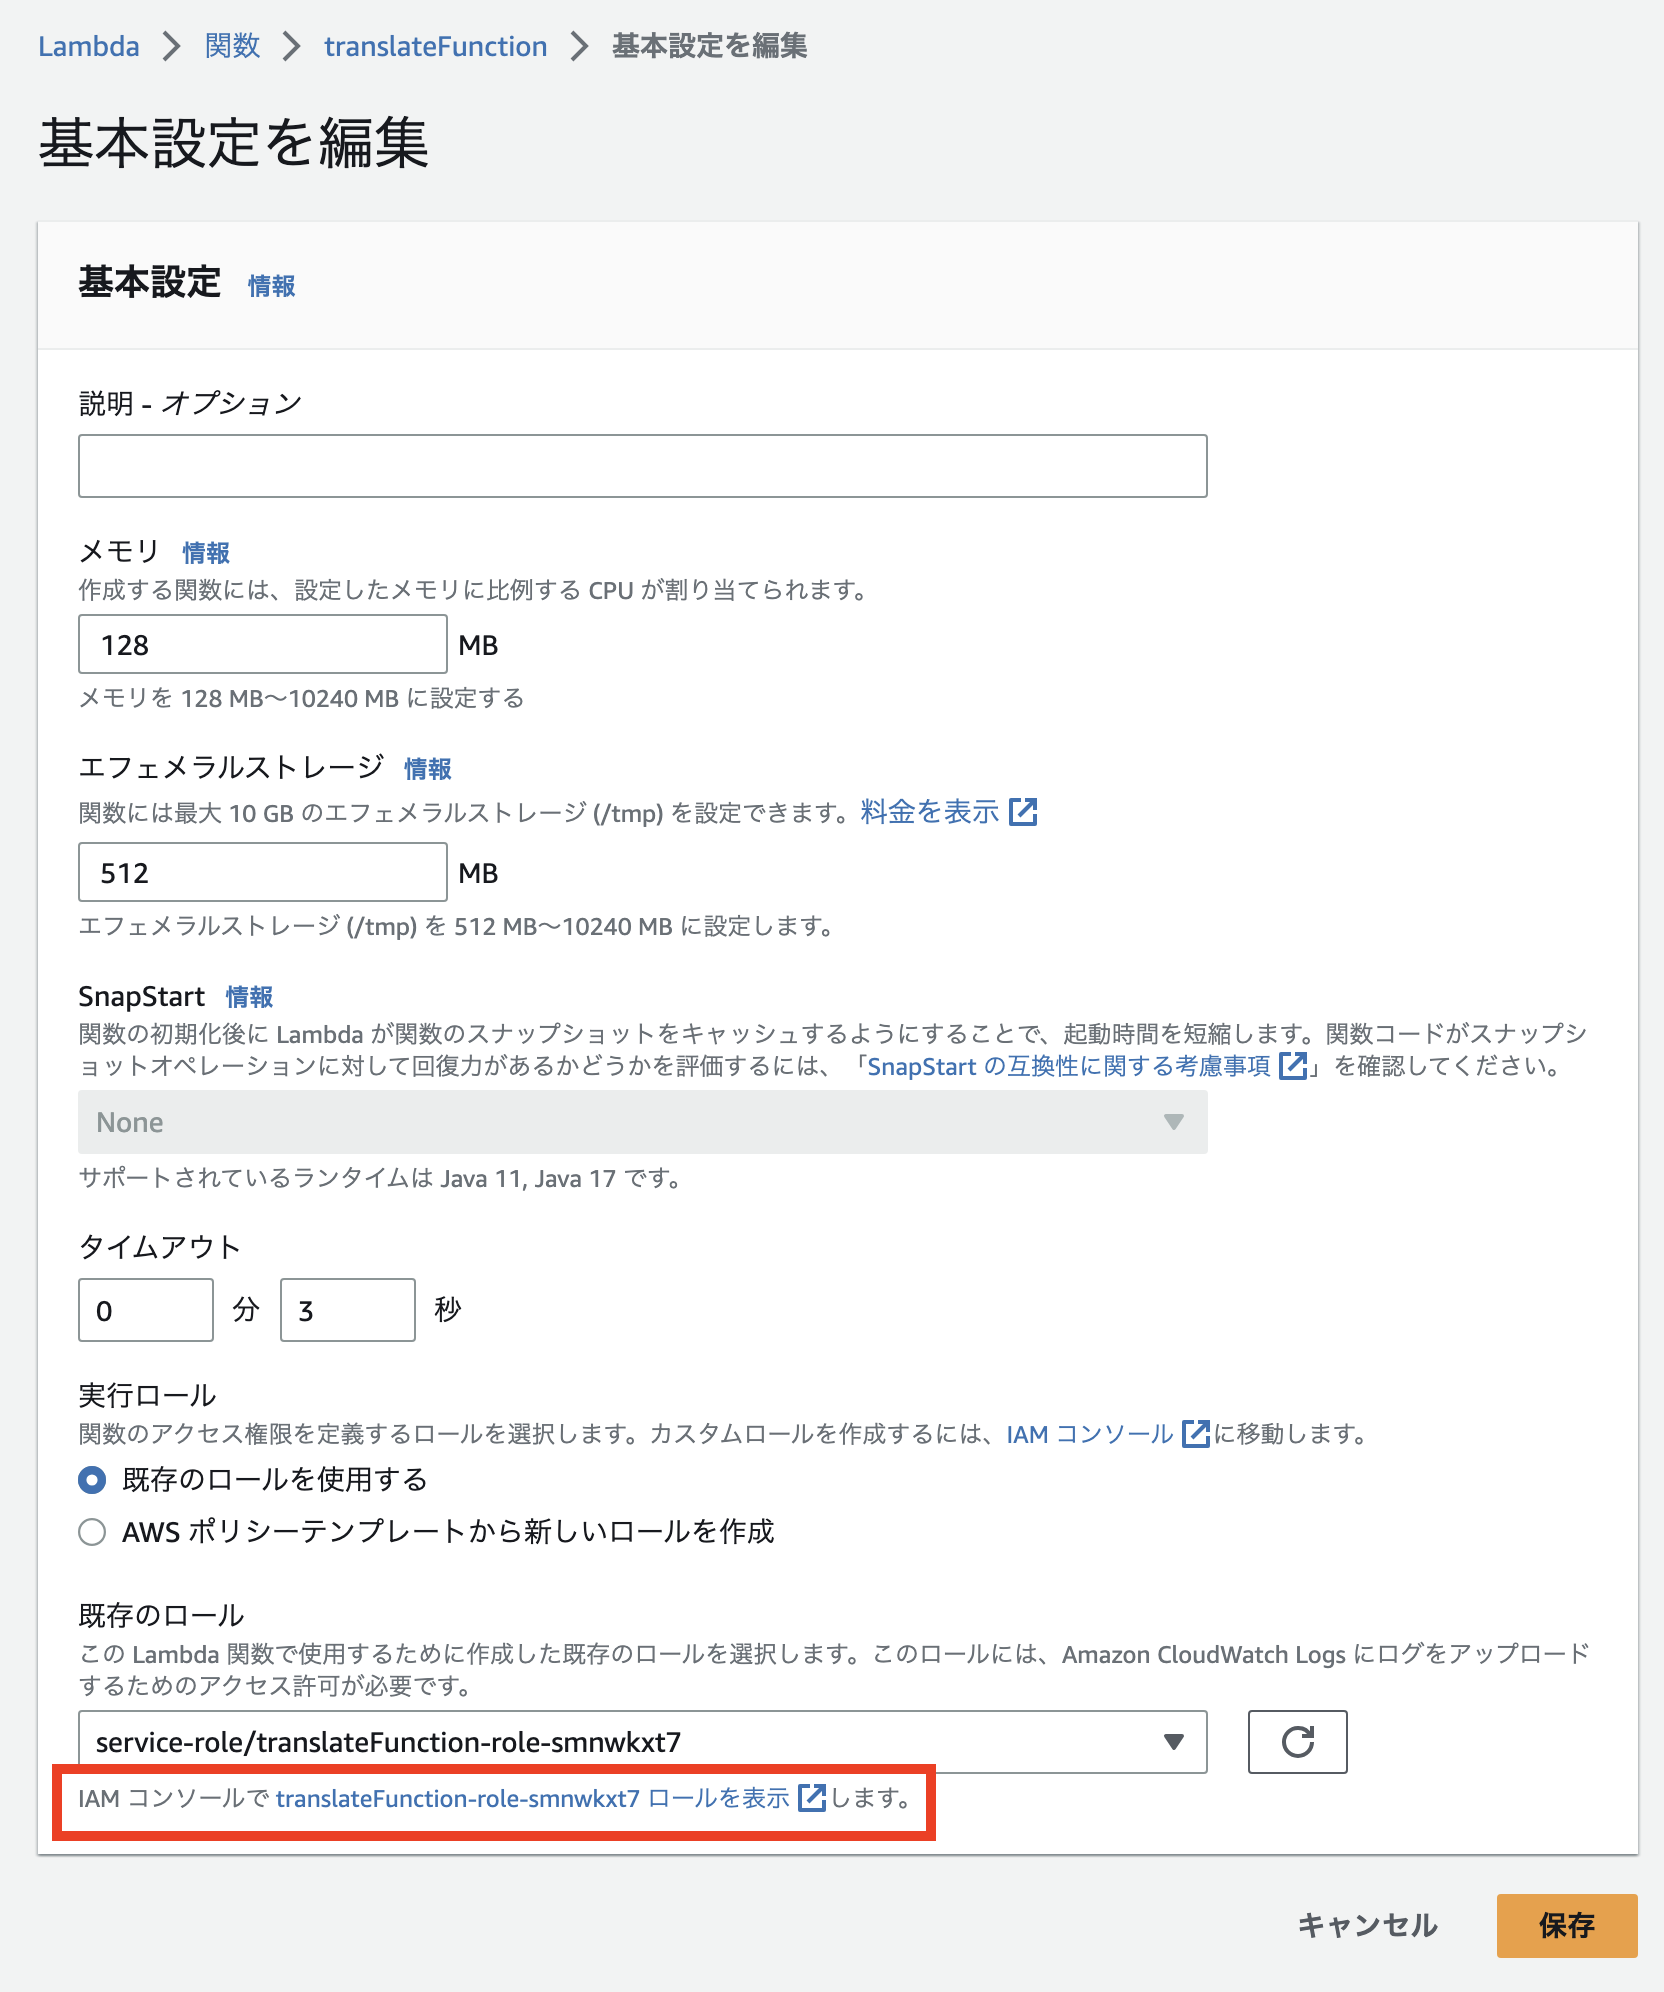 Lambda > 関数 > translateFunction > 基本設定を編集
基本設定を編集
基本設定 情報
説明 - オプション
メモリ 情報
作成する関数には、設定したメモリに比例する CPU が割り当てられます。
128 MB
メモリを 128 MB〜10240 MB に設定する
エフェメラルストレージ 情報
関数には最大 10 GB のエフェメラルストレージ (/tmp) を設定できます。料金を表示
512 MB
エフェメラルストレージ (/tmp) を 512 MB〜10240 MB に設定します。
SnapStart 情報
関数の初期化後に Lambda が関数のスナップショットをキャッシュするようにすることで、起動時間を短縮します。関数コードがスナップシ
ョットオペレーションに対して回復力があるかどうかを評価するには、「SnapStart の互換性に関する考慮事項」を確認してください。
None
サポートされているランタイムは Java 11, Java 17 です。
タイムアウト
0 分 3 秒
実行ロール
関数のアクセス権限を定義するロールを選択します。カスタムロールを作成するには、IAM コンソールに移動します。
既存のロールを使用する
AWS ポリシーテンプレートから新しいロールを作成
既存のロール
この Lambda 関数で使用するために作成した既存のロールを選択します。このロールには、Amazon CloudWatch Logs にログをアップロード
するためのアクセス許可が必要です。
service-role/translateFunction-role-smnwkxt7
IAM コンソールで translateFunction-role-smnwkxt7 ロールを表示します。
キャンセル 保存